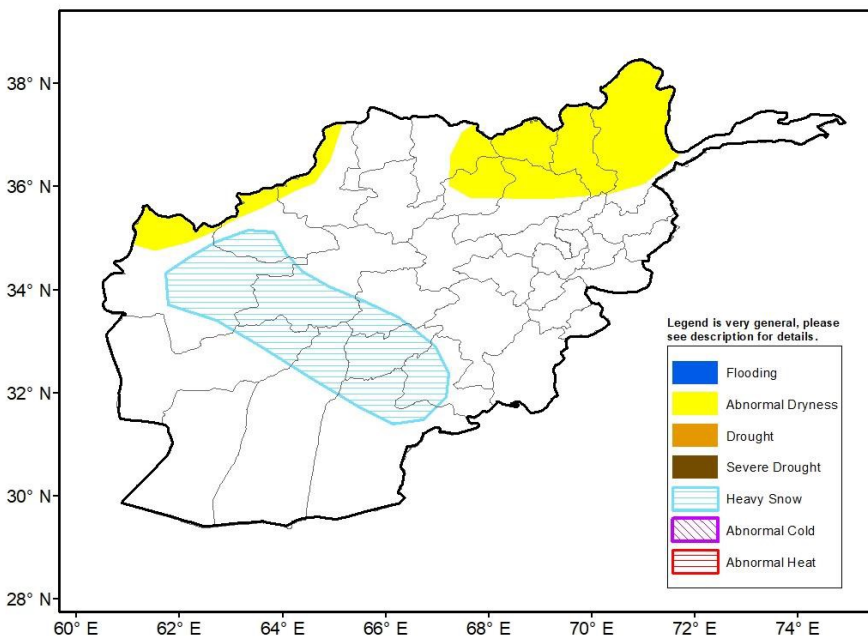 38° N
36° N
34° N
32° N
30° N
28° N
60° E
62° E
64° E
66° E
68° E
70° E
72° E
74° E
Legend is very general, please
see description for details.
Flooding
Abnormal Dryness
Drought
Severe Drought
Heavy Snow
Abnormal Cold
Abnormal Heat